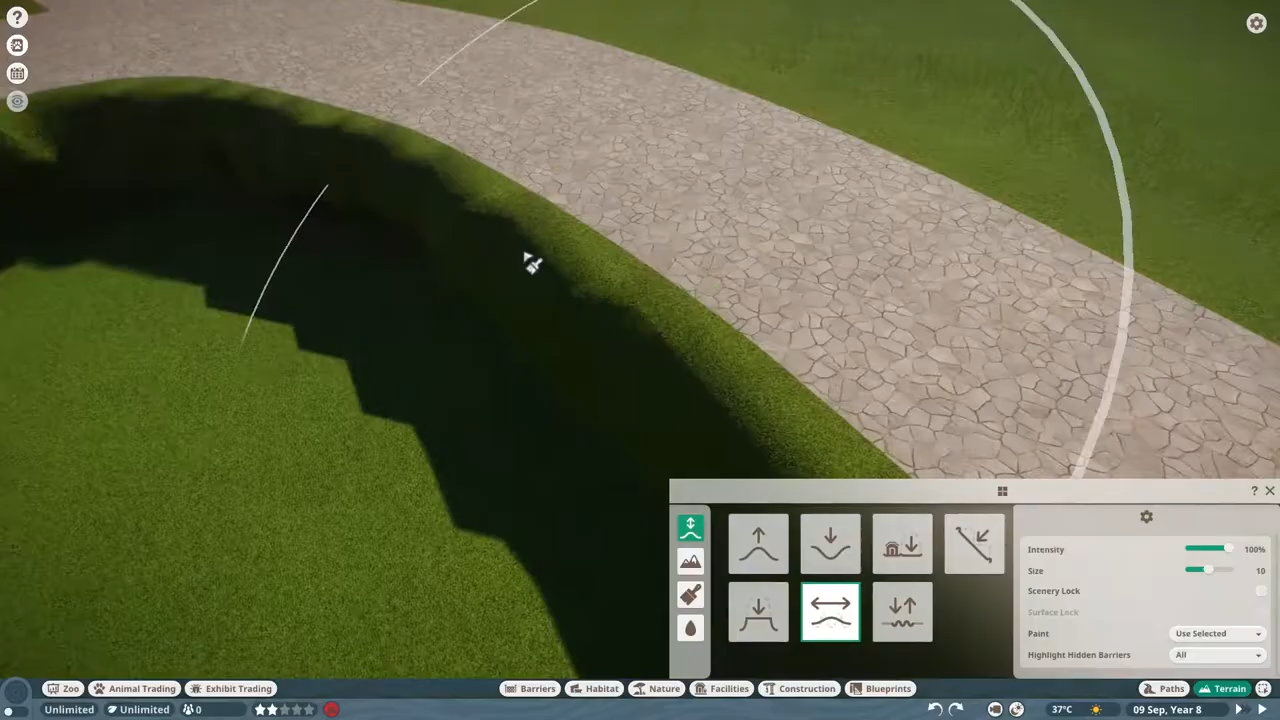 ?
? ×
Intensity 100%
Size 10
Scenery Lock
Surface Lock
Paint Use Selected
Highlight Hidden Barriers All
Zoo Animal Trading Exhibit Trading Barriers Habitat Nature Facilities Construction Blueprints Paths Terrain
Unlimited Unlimited 0 37°C 09 Sep, Year 8